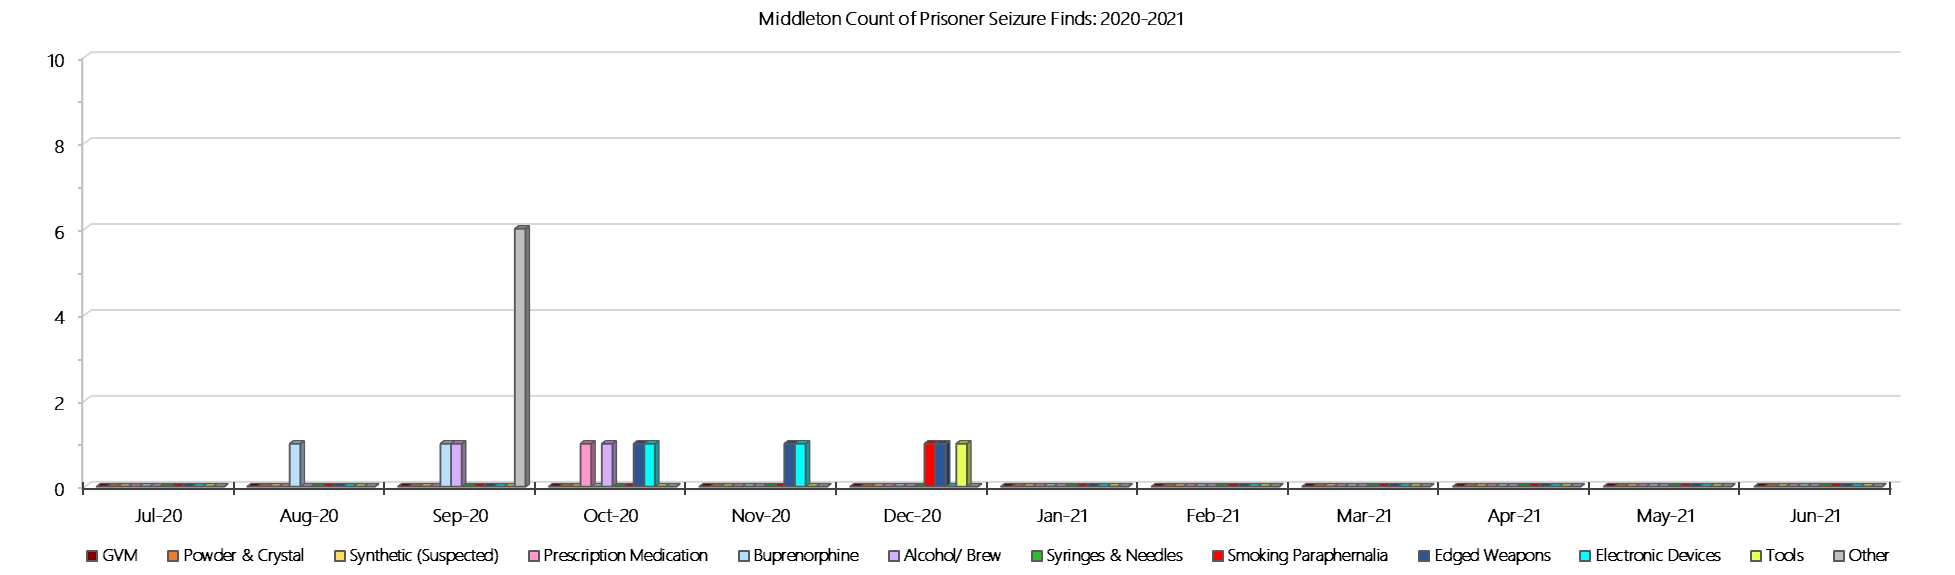 Middleton Count of Prisoner Seizure Finds: 2020-2021
10
8
6
4
2
0
Jul-20 Aug-20 Sep-20 Oct-20 Nov-20 Dec-20 Jan-21 Feb-21 Mar-21 Apr-21 May-21 Jun-21
GVM Powder & Crystal Synthetic (Suspected) Prescription Medication Buprenorphine Alcohol/ Brew Syringes & Needles Smoking Paraphernalia Edged Weapons Electronic Devices Tools Other